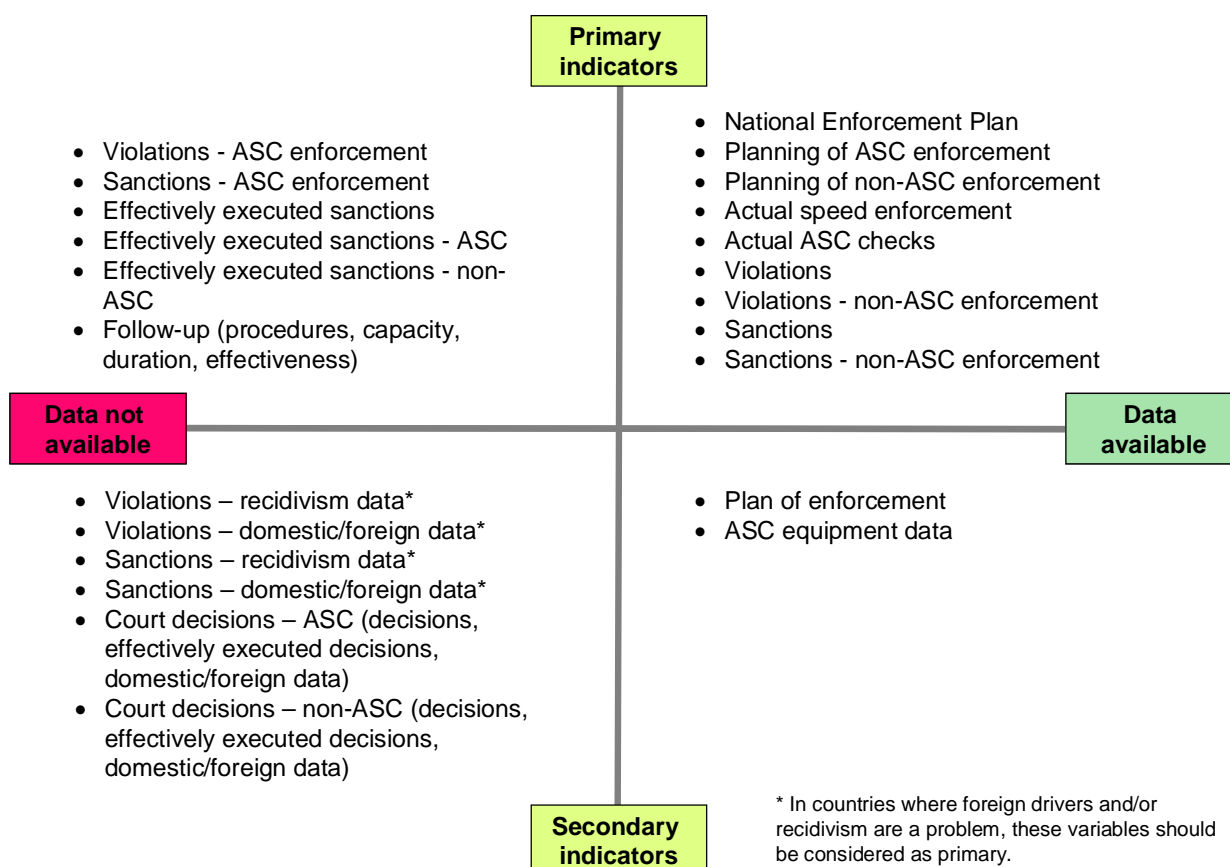 Primary
indicators
• Violations - ASC enforcement
• Sanctions - ASC enforcement
• Effectively executed sanctions
• Effectively executed sanctions - ASC
• Effectively executed sanctions - non-
ASC
• Follow-up (procedures, capacity,
duration, effectiveness)
• National Enforcement Plan
• Planning of ASC enforcement
• Planning of non-ASC enforcement
• Actual speed enforcement
• Actual ASC checks
• Violations
• Violations - non-ASC enforcement
• Sanctions
• Sanctions - non-ASC enforcement
Data not
available
Data
available
• Violations – recidivism data*
• Violations – domestic/foreign data*
• Sanctions – recidivism data*
• Sanctions – domestic/foreign data*
• Court decisions – ASC (decisions,
effectively executed decisions,
domestic/foreign data)
• Court decisions – non-ASC (decisions,
effectively executed decisions,
domestic/foreign data)
• Plan of enforcement
• ASC equipment data
Secondary
indicators
* In countries where foreign drivers and/or
recidivism are a problem, these variables should
be considered as primary.